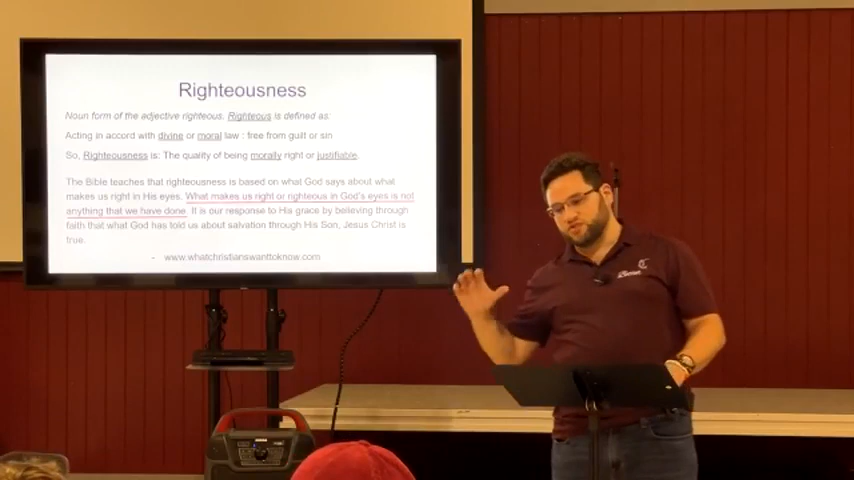 Righteousness
Noun form of the adjective righteous. Righteous is defined as:
Acting in accord with divine or moral law : free from guilt or sin
So, Righteousness is: The quality of being morally right or justifiable.
The Bible teaches that righteousness is based on what God says about what
makes us right in His eyes. What makes us right or righteous in God's eyes is not
anything that we have done. It is our response to His grace by believing through
faith that what God has told us about salvation through His Son, Jesus Christ is
true.
- www.whatchristianswanttoknow.com